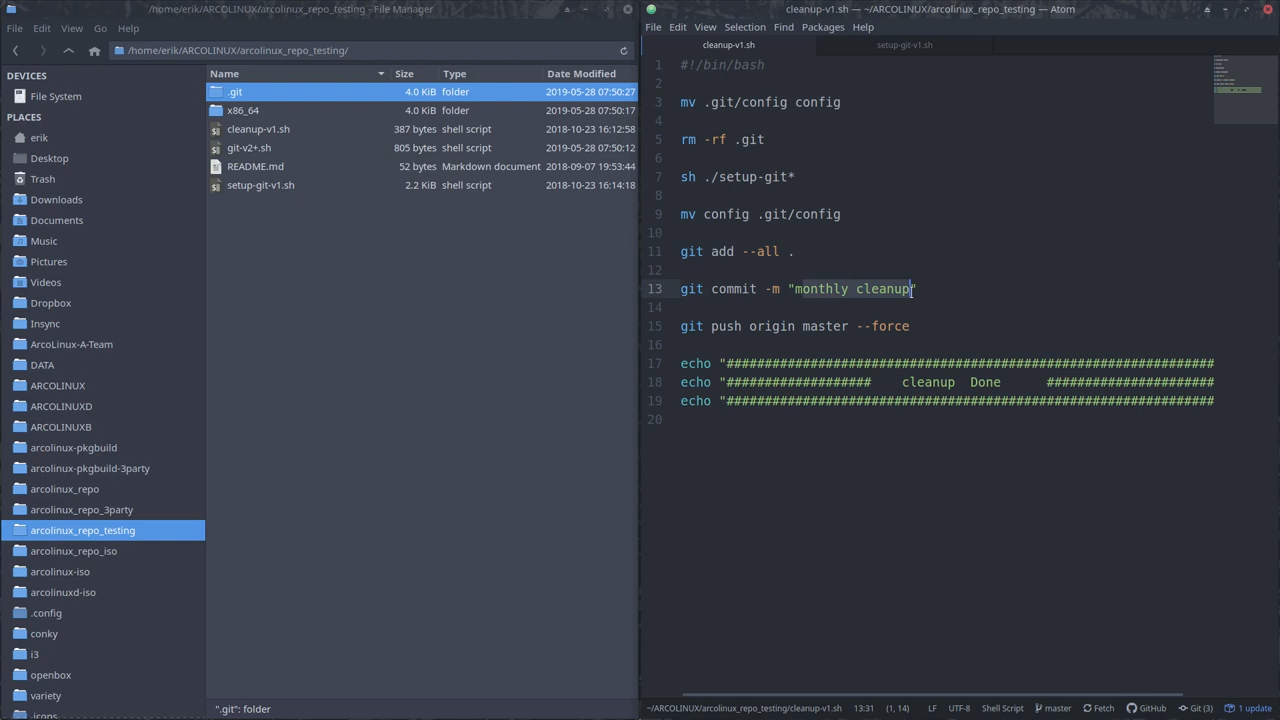 /home/erik/ARCOLINUX/arcolinux_repo_testing/ - File Manager
File Edit View Go Help
/home/erik/ARCOLINUX/arcolinux_repo_testing/
DEVICES
File System
PLACES
erik
Desktop
Trash
Downloads
Documents
Music
Pictures
Videos
Dropbox
Insync
ArcoLinux-A-Team
DATA
ARCOLINUX
ARCOLINUXD
ARCOLINUXB
arcolinux-pkgbuild
arcolinux-pkgbuild-3party
arcolinux_repo
arcolinux_repo_3party
arcolinux_repo_testing
arcolinux_repo_iso
arcolinux-iso
arcolinuxd-iso
.config
conky
i3
openbox
variety
.icons
Name Size Type Date Modified
.git 4.0 KiB folder 2019-05-28 07:50:27
x86_64 4.0 KiB folder 2019-05-28 07:50:17
cleanup-v1.sh 387 bytes shell script 2018-10-23 16:12:58
git-v2+.sh 805 bytes shell script 2019-05-28 07:50:12
README.md 52 bytes Markdown document 2018-09-07 19:53:44
setup-git-v1.sh 2.2 KiB shell script 2018-10-23 16:14:18
".git": folder
cleanup-v1.sh — ~/ARCOLINUX/arcolinux_repo_testing — Atom
File Edit View Selection Find Packages Help
cleanup-v1.sh setup-git-v1.sh
1 #!/bin/bash
2
3 mv .git/config config
4
5 rm -rf .git
6
7 sh ./setup-git*
8
9 mv config .git/config
10
11 git add --all .
12
13 git commit -m "monthly cleanup"
14
15 git push origin master --force
16
17 echo "################################################################
18 echo "###################    cleanup  Done      ######################
19 echo "################################################################
20
~/ARCOLINUX/arcolinux_repo_testing/cleanup-v1.sh 13:31 (1, 14) LF UTF-8 Shell Script master Fetch GitHub Git (3) 1 update